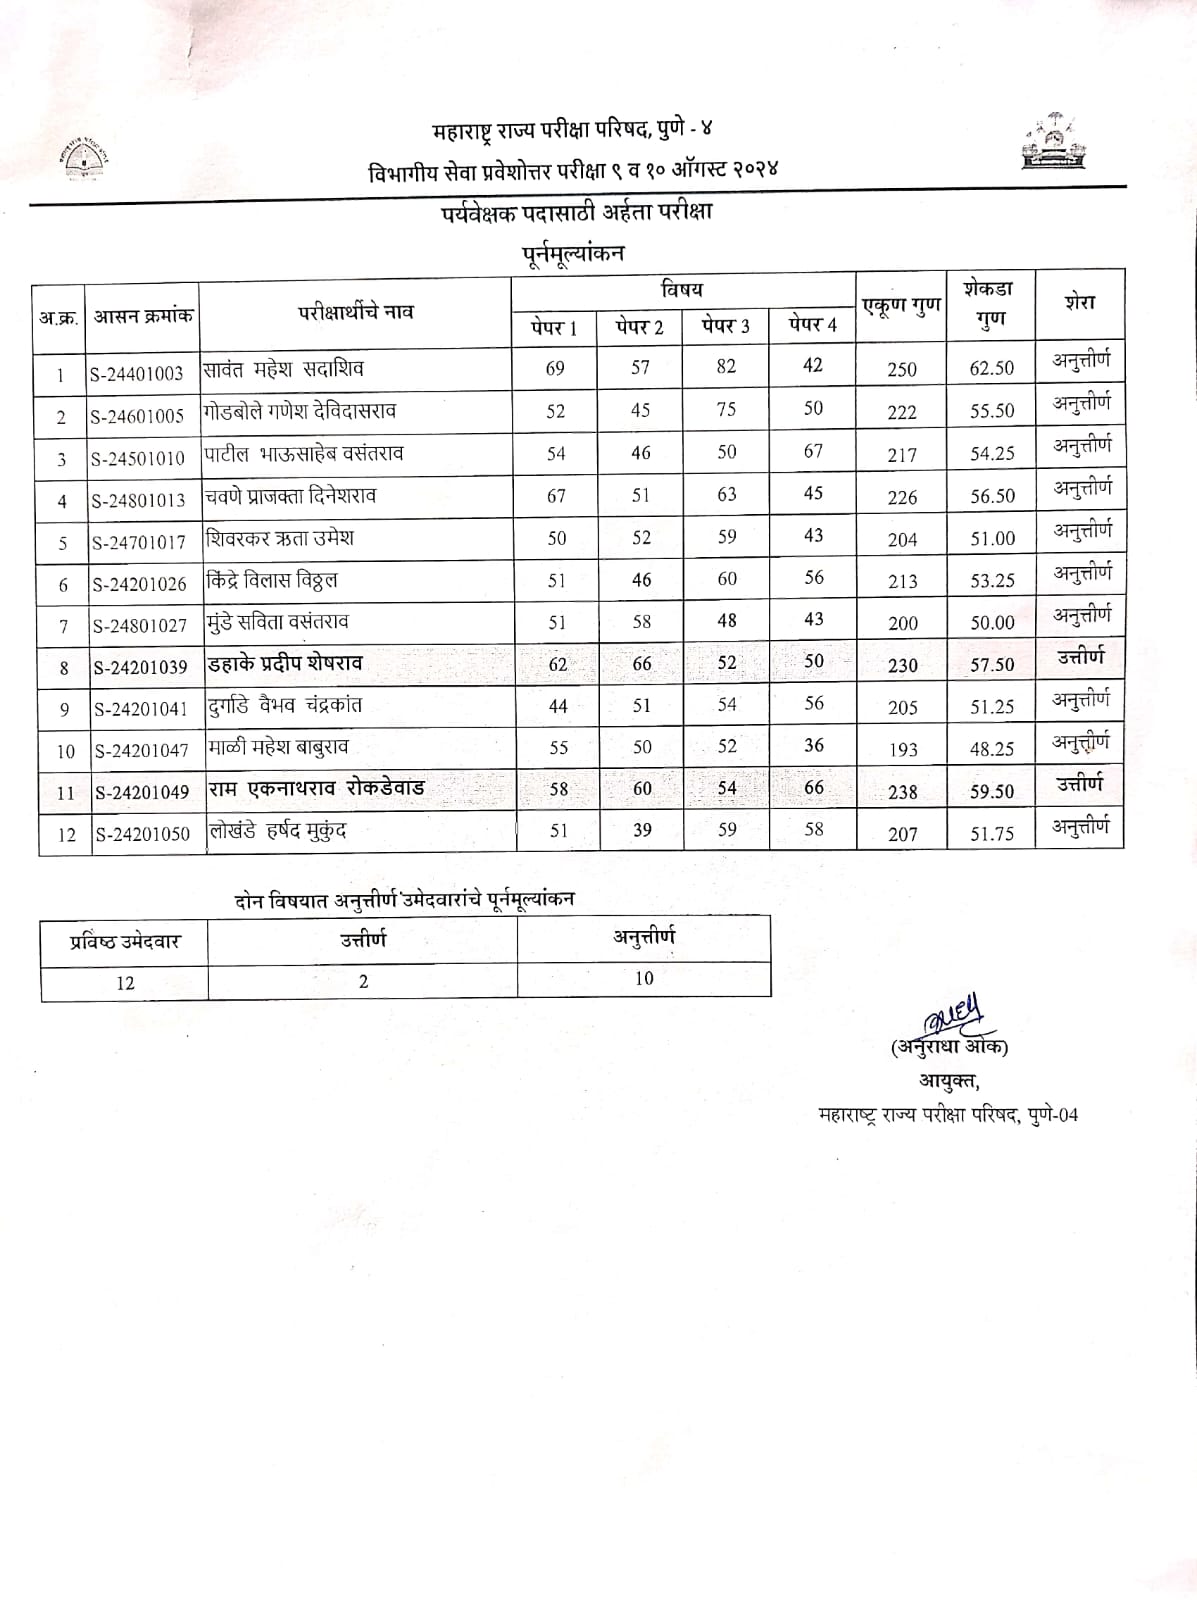 महाराष्ट्र राज्य परीक्षा परिषद, पुणे - ४
विभागीय सेवा प्रवेशोत्तर परीक्षा ९ व १० ऑगस्ट २०२४
पर्यवेक्षक पदासाठी अर्हता परीक्षा
पूर्नमूल्यांकन
अ.क्र. आसन क्रमांक परीक्षार्थीचे नाव विषय एकूण गुण शेकडा गुण शेरा
पेपर 1 पेपर 2 पेपर 3 पेपर 4
1 S-24401003 सावंत महेश सदाशिव 69 57 82 42 250 62.50 अनुत्तीर्ण
2 S-24601005 गोडबोले गणेश देविदासराव 52 45 75 50 222 55.50 अनुत्तीर्ण
3 S-24501010 पाटील भाऊसाहेब वसंतराव 54 46 50 67 217 54.25 अनुत्तीर्ण
4 S-24801013 चवणे प्राजक्ता दिनेशराव 67 51 63 45 226 56.50 अनुत्तीर्ण
5 S-24701017 शिवरकर ऋता उमेश 50 52 59 43 204 51.00 अनुत्तीर्ण
6 S-24201026 किंद्रे विलास विठ्ठल 51 46 60 56 213 53.25 अनुत्तीर्ण
7 S-24801027 मुंडे सविता वसंतराव 51 58 48 43 200 50.00 अनुत्तीर्ण
8 S-24201039 डहाके प्रदीप शेषराव 62 66 52 50 230 57.50 उत्तीर्ण
9 S-24201041 दुर्गाडे वैभव चंद्रकांत 44 51 54 56 205 51.25 अनुत्तीर्ण
10 S-24201047 माळी महेश बाबुराव 55 50 52 36 193 48.25 अनुत्तीर्ण
11 S-24201049 राम एकनाथराव रोकडेवाड 58 60 54 66 238 59.50 उत्तीर्ण
12 S-24201050 लोखंडे हर्षद मुकुंद 51 39 59 58 207 51.75 अनुत्तीर्ण
दोन विषयात अनुत्तीर्ण उमेदवारांचे पूर्नमूल्यांकन
प्रविष्ठ उमेदवार उत्तीर्ण अनुत्तीर्ण
12 2 10
(अनुराधा ओक)
आयुक्त,
महाराष्ट्र राज्य परीक्षा परिषद, पुणे-04